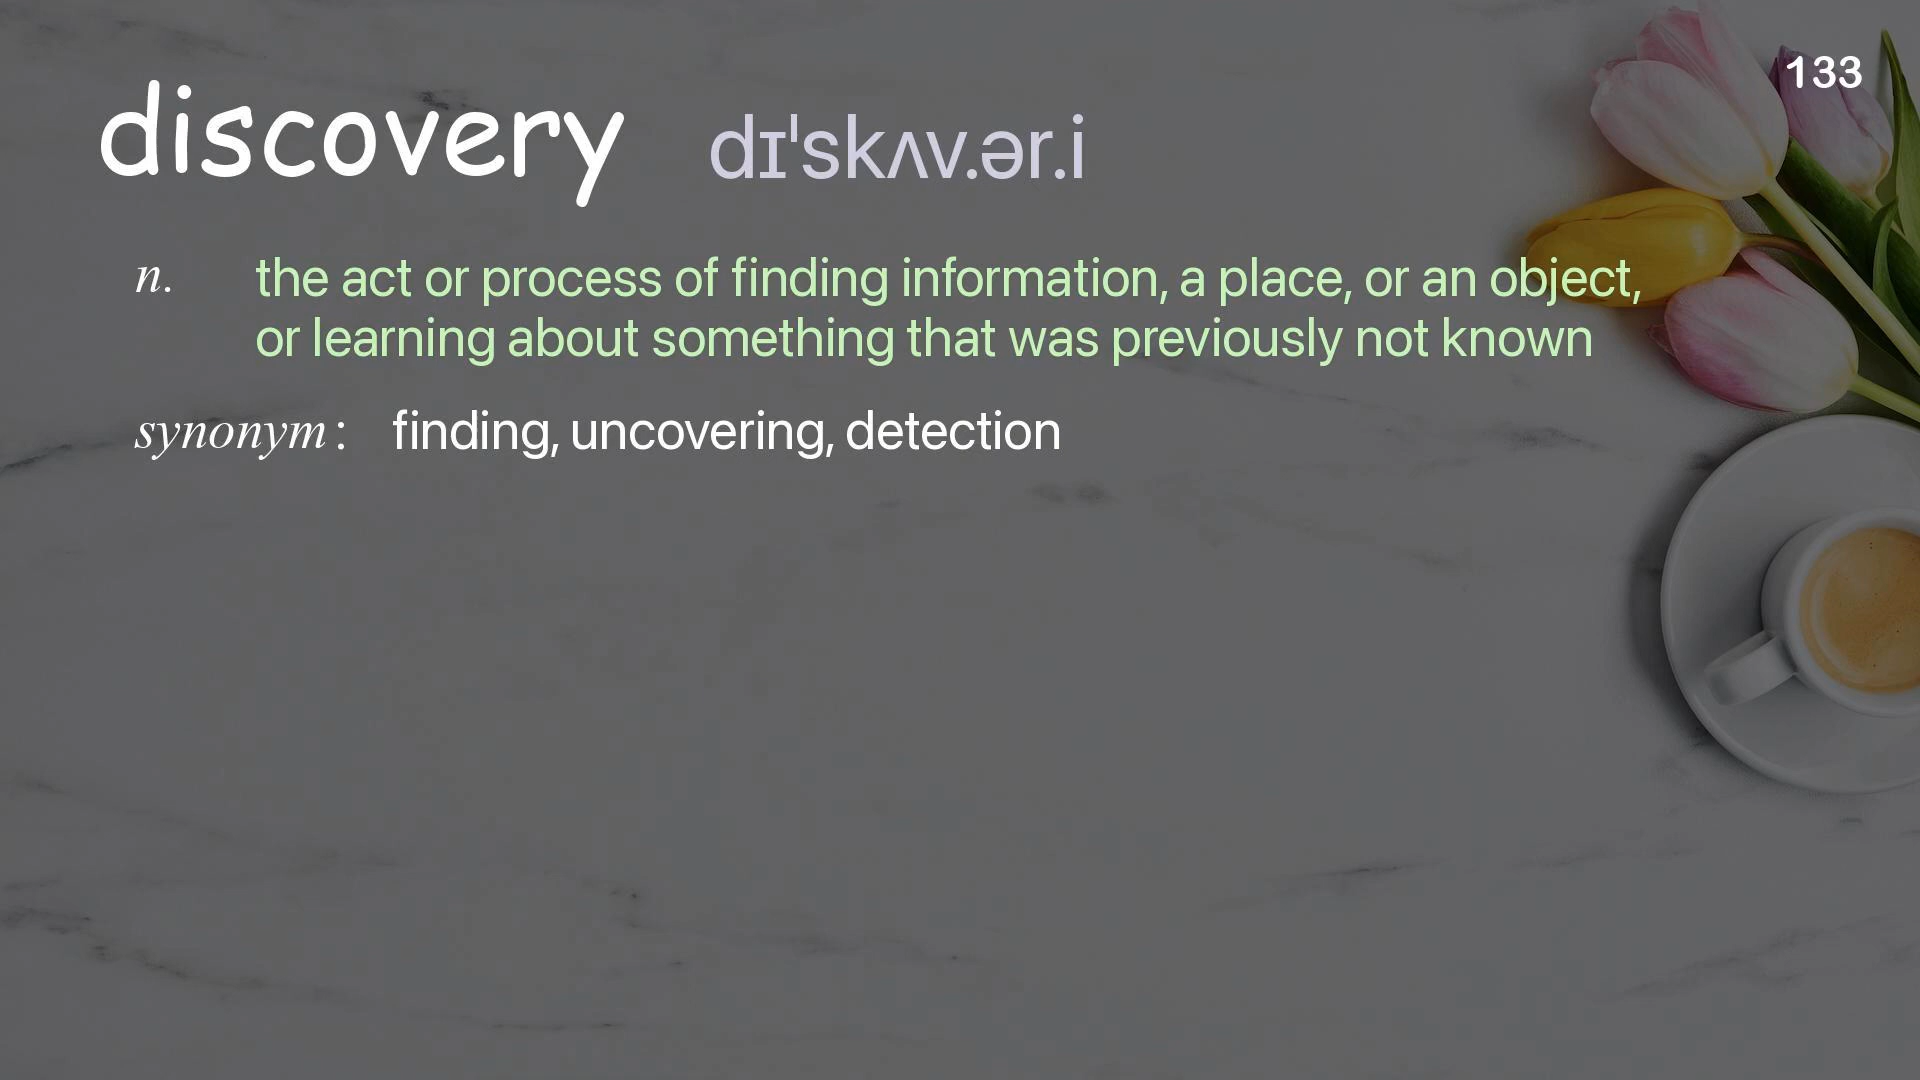 133
discovery dɪˈskʌv.ər.i
n. the act or process of finding information, a place, or an object,
or learning about something that was previously not known
synonym: finding, uncovering, detection